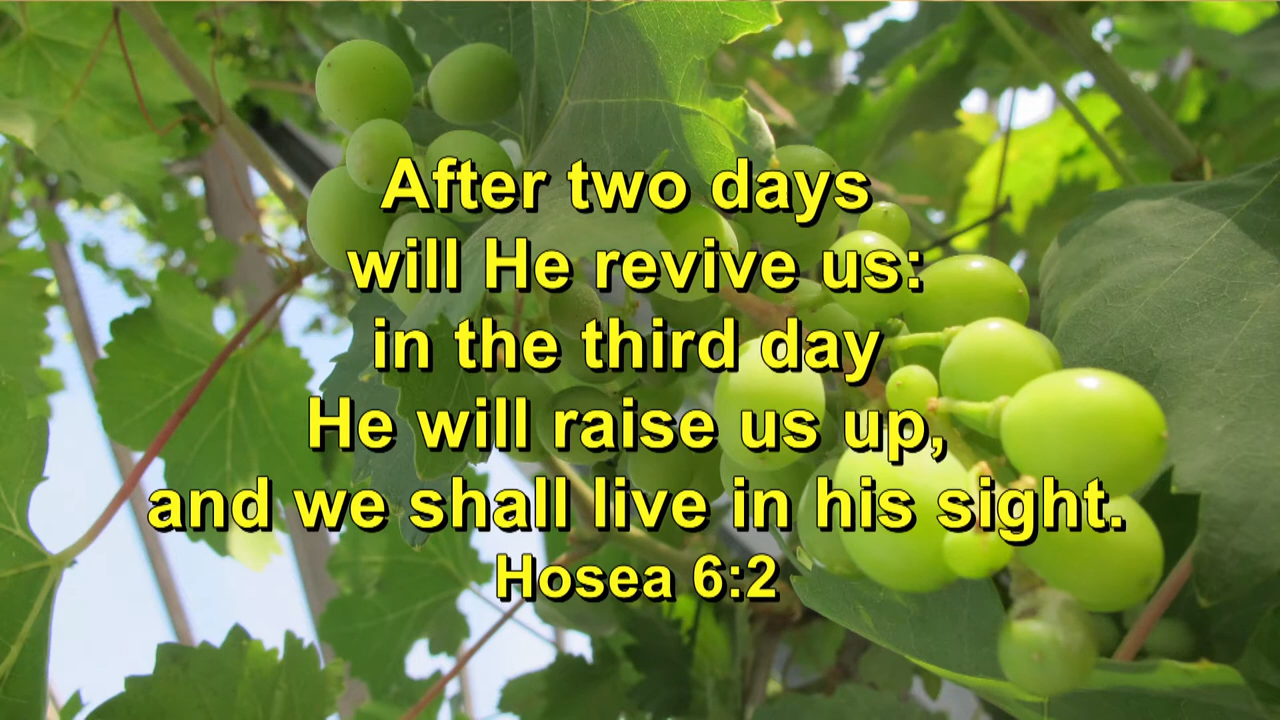 After two days
will He revive us:
in the third day
He will raise us up,
and we shall live in his sight.
Hosea 6:2